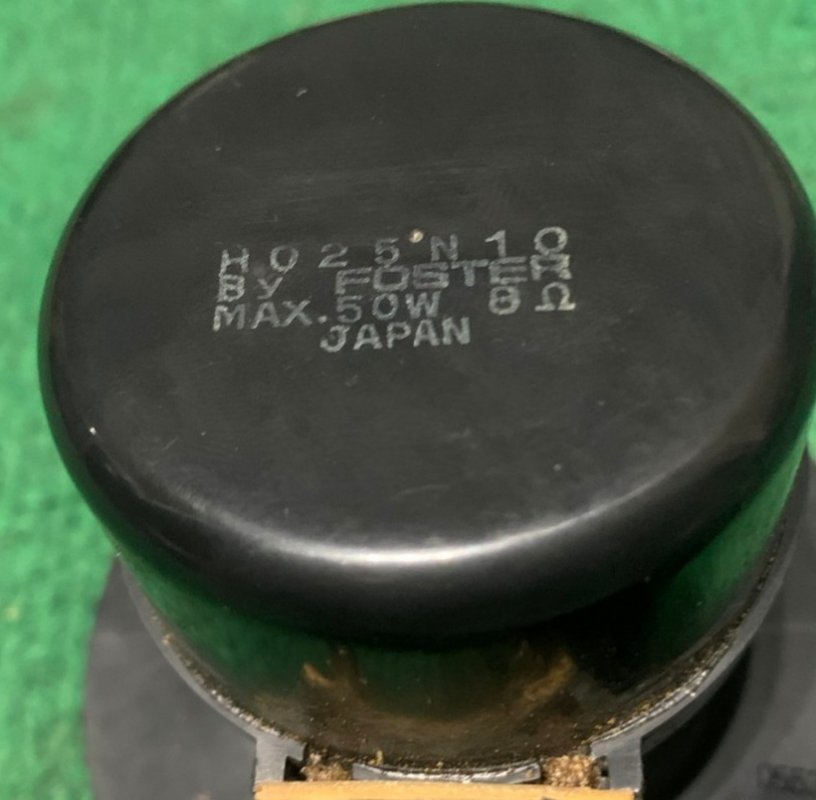 H025N10
BY FOSTER
MAX.50W 8Ω
JAPAN